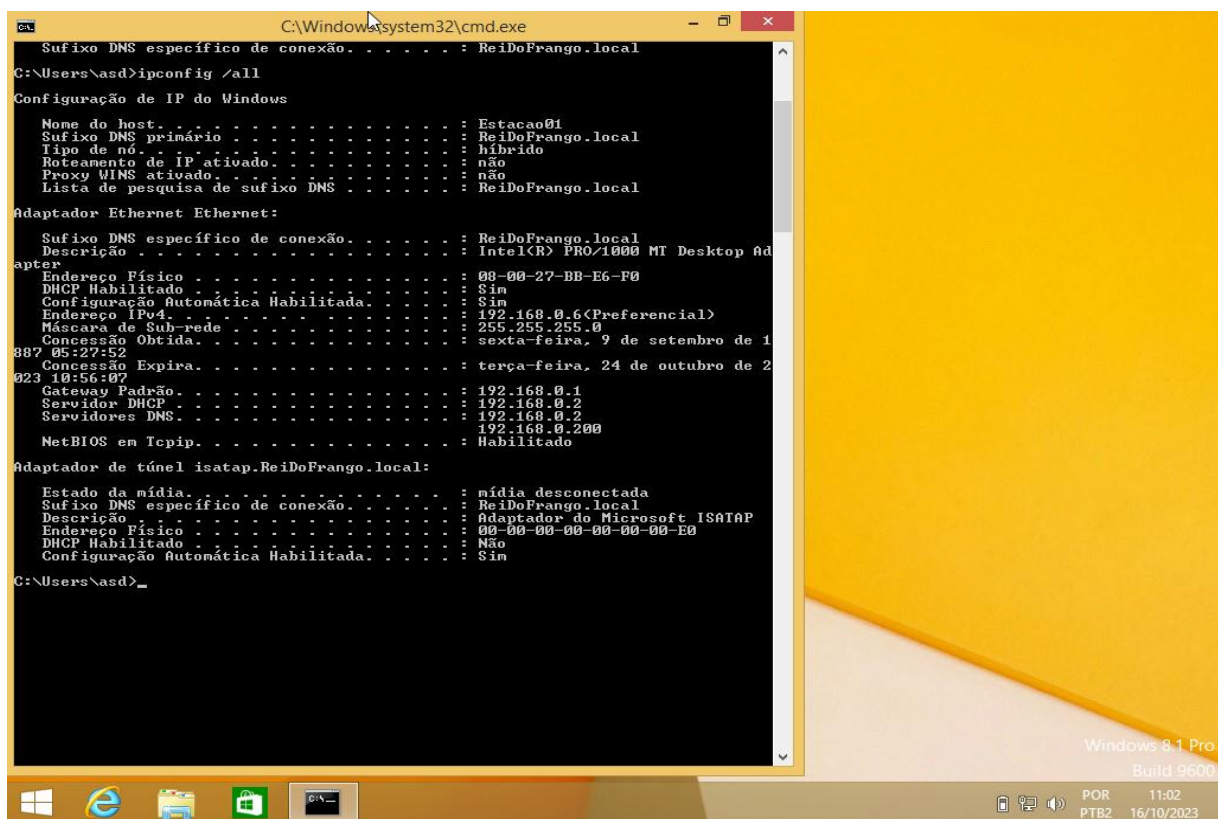 C:\Windows\system32\cmd.exe
Sufixo DNS específico de conexão. . . . . . : ReiDoFrango.local
C:\Users\asd>ipconfig /all
Configuração de IP do Windows
Nome do host. . . . . . . . . . . . . . . . : Estacao01
Sufixo DNS primário . . . . . . . . . . . . : ReiDoFrango.local
Tipo de nó. . . . . . . . . . . . . . . . . : híbrido
Roteamento de IP ativado. . . . . . . . . . : não
Proxy WINS ativado. . . . . . . . . . . . . : não
Lista de pesquisa de sufixo DNS . . . . . . : ReiDoFrango.local
Adaptador Ethernet Ethernet:
Sufixo DNS específico de conexão. . . . . . : ReiDoFrango.local
Descrição . . . . . . . . . . . . . . . . . : Intel(R) PRO/1000 MT Desktop Ad
apter
Endereço Físico . . . . . . . . . . . . . . : 08-00-27-BB-E6-F0
DHCP Habilitado . . . . . . . . . . . . . . : Sim
Configuração Automática Habilitada. . . . . : Sim
Endereço IPv4. . . . . . . . . . . . . . . : 192.168.0.6(Preferencial)
Máscara de Sub-rede . . . . . . . . . . . . : 255.255.255.0
Concessão Obtida. . . . . . . . . . . . . . : sexta-feira, 9 de setembro de 1
887 05:27:52
Concessão Expira. . . . . . . . . . . . . . : terça-feira, 24 de outubro de 2
023 10:56:07
Gateway Padrão. . . . . . . . . . . . . . . : 192.168.0.1
Servidor DHCP . . . . . . . . . . . . . . . : 192.168.0.2
Servidores DNS. . . . . . . . . . . . . . . : 192.168.0.2
192.168.0.200
NetBIOS em Tcpip. . . . . . . . . . . . . . : Habilitado
Adaptador de túnel isatap.ReiDoFrango.local:
Estado da mídia. . . . . . . . . . . . . . : mídia desconectada
Sufixo DNS específico de conexão. . . . . . : ReiDoFrango.local
Descrição . . . . . . . . . . . . . . . . . : Adaptador do Microsoft ISATAP
Endereço Físico . . . . . . . . . . . . . . : 00-00-00-00-00-00-00-E0
DHCP Habilitado . . . . . . . . . . . . . . : Não
Configuração Automática Habilitada. . . . . : Sim
C:\Users\asd>_
Windows 8.1 Pro
Build 9600
POR 11:02
PTB2 16/10/2023